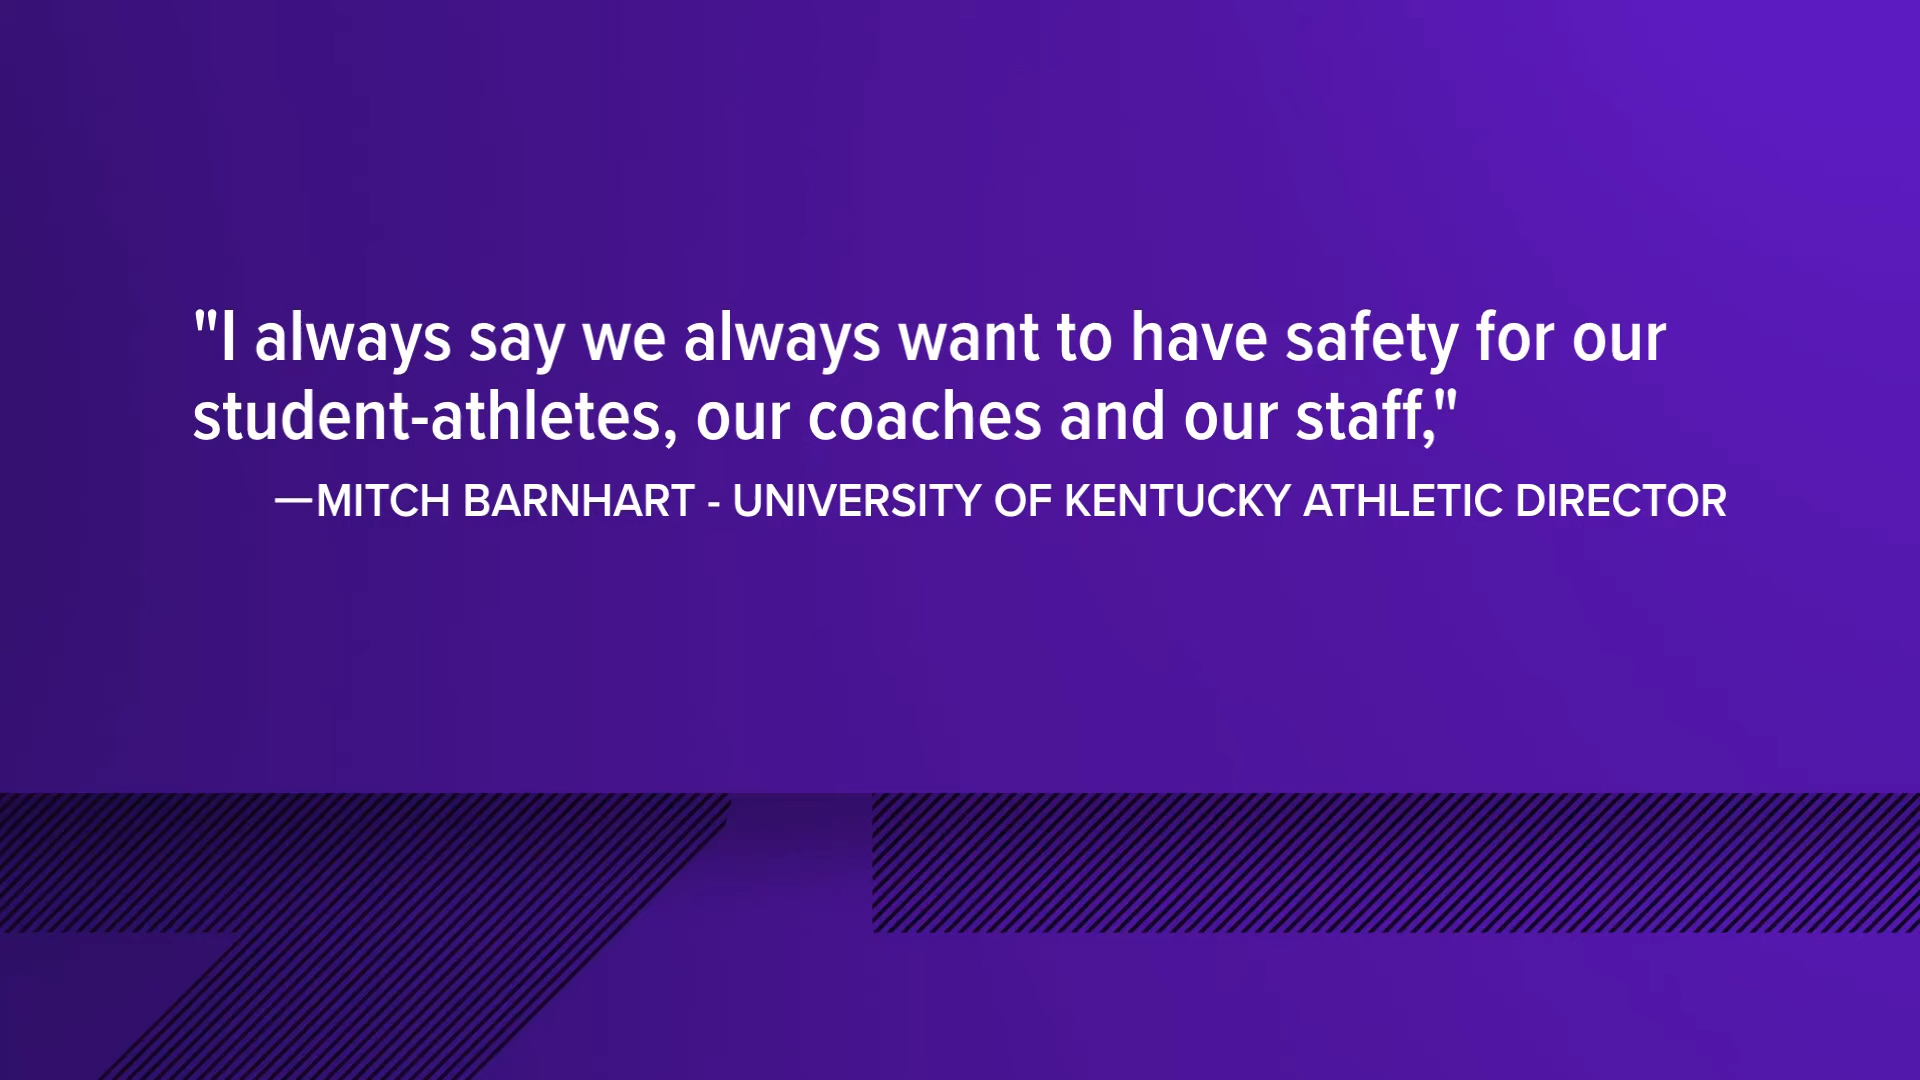 "I always say we always want to have safety for our
student-athletes, our coaches and our staff,"
—MITCH BARNHART - UNIVERSITY OF KENTUCKY ATHLETIC DIRECTOR